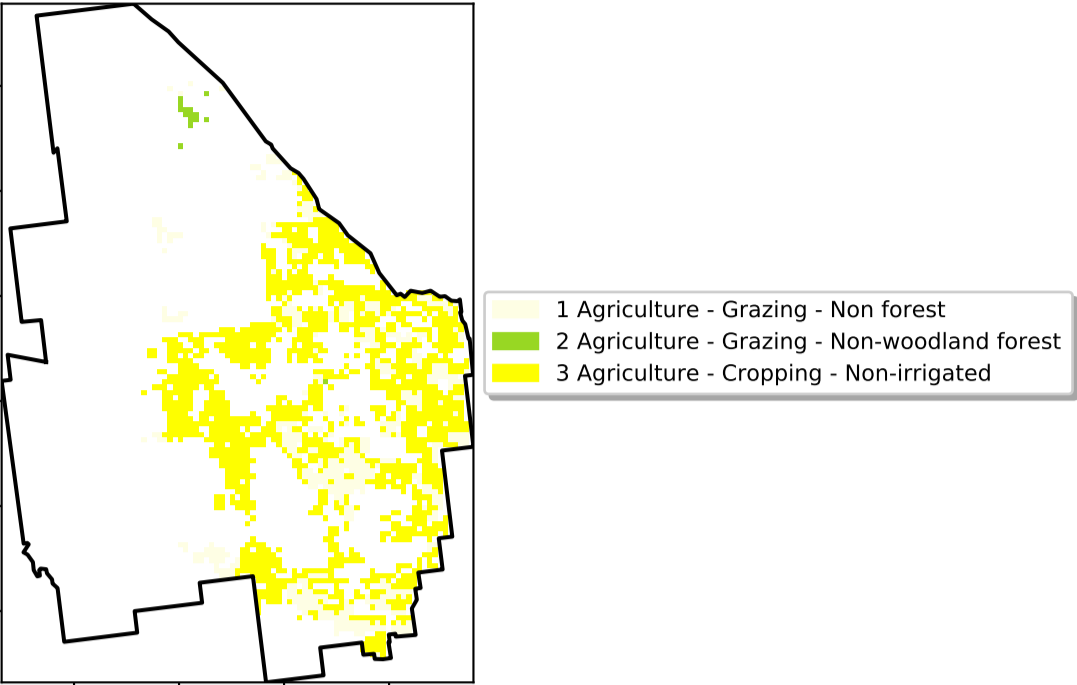 1 Agriculture - Grazing - Non forest
2 Agriculture - Grazing - Non-woodland forest
3 Agriculture - Cropping - Non-irrigated